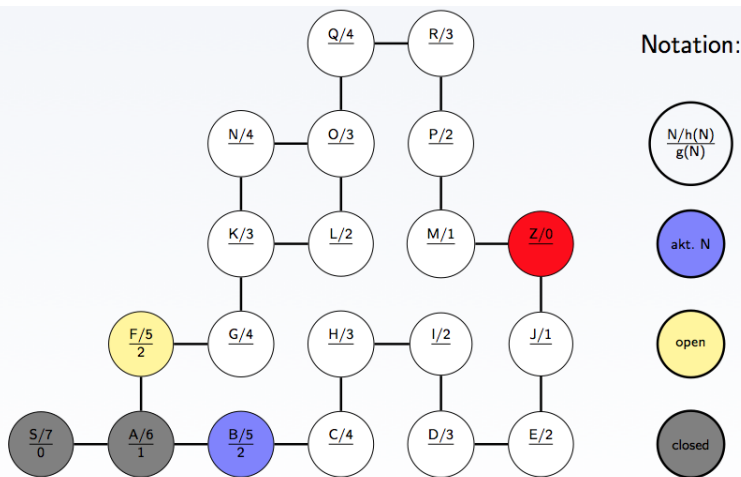 Q/4
R/3
Notation:
N/4
O/3
P/2
N/h(N)
g(N)
K/3
L/2
M/1
Z/0
akt. N
F/5
2
G/4
H/3
I/2
J/1
open
S/7
0
A/6
1
B/5
2
C/4
D/3
E/2
closed